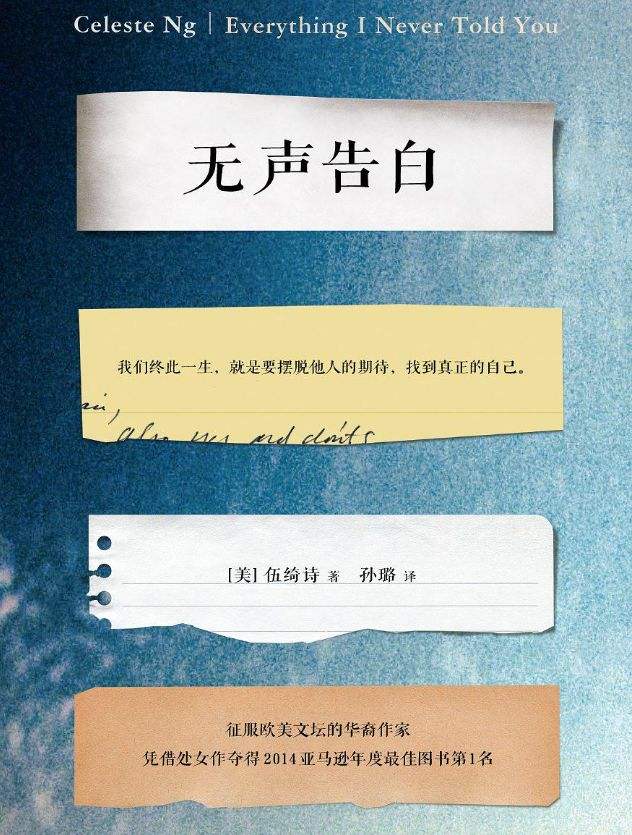 Celeste Ng | Everything I Never Told You
无声告白
我们终此一生，就是要摆脱他人的期待，找到真正的自己。
and don'ts
[美] 伍绮诗 著 孙璐 译
征服欧美文坛的华裔作家
凭借处女作夺得2014亚马逊年度最佳图书第1名